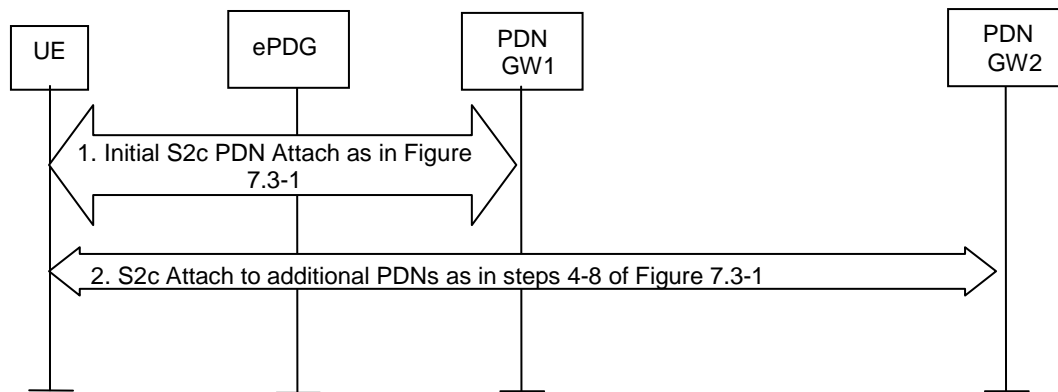 UE
ePDG
PDN
GW1
PDN
GW2
1. Initial S2c PDN Attach as in Figure
7.3-1
2. S2c Attach to additional PDNs as in steps 4-8 of Figure 7.3-1